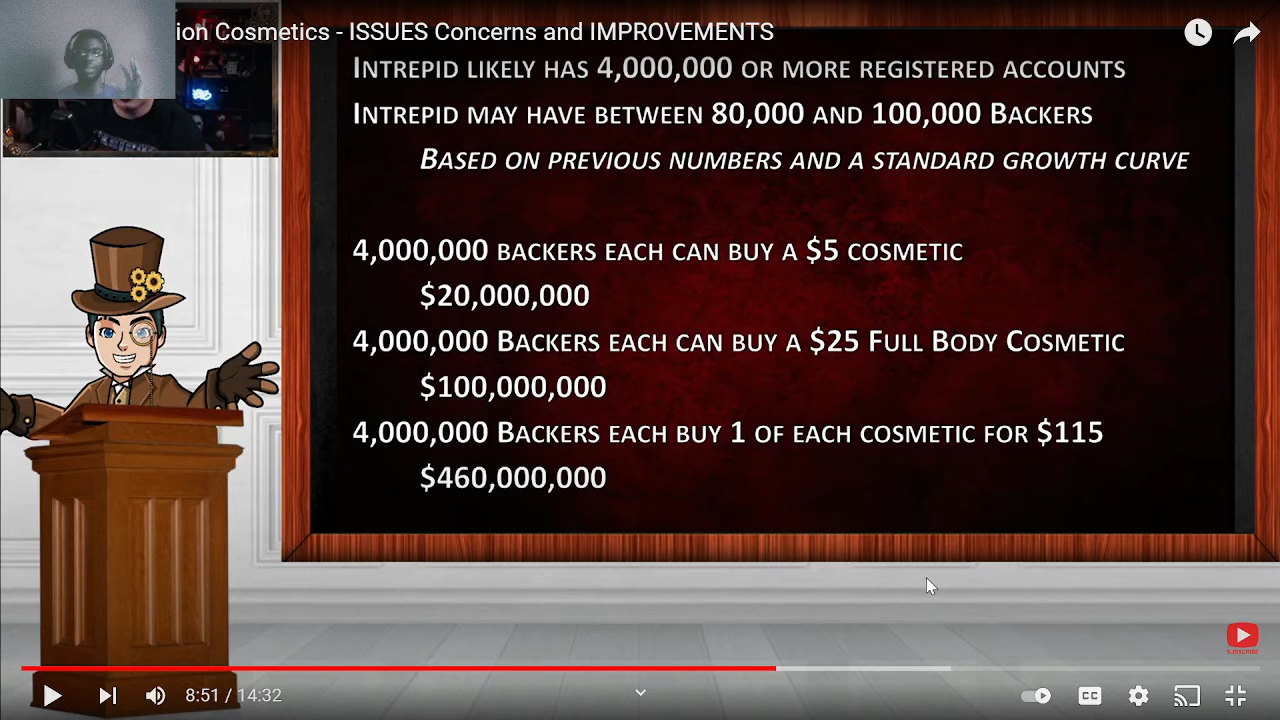 ion Cosmetics - ISSUES Concerns and IMPROVEMENTS
INTREPID LIKELY HAS 4,000,000 OR MORE REGISTERED ACCOUNTS
INTREPID MAY HAVE BETWEEN 80,000 AND 100,000 BACKERS
BASED ON PREVIOUS NUMBERS AND A STANDARD GROWTH CURVE
4,000,000 BACKERS EACH CAN BUY A $5 COSMETIC
$20,000,000
4,000,000 BACKERS EACH CAN BUY A $25 FULL BODY COSMETIC
$100,000,000
4,000,000 BACKERS EACH BUY 1 OF EACH COSMETIC FOR $115
$460,000,000
SUBSCRIBE
8:51 / 14:32
CC